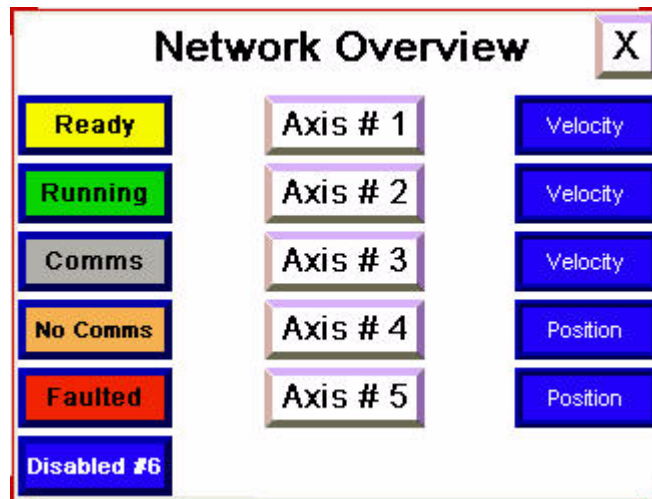 Network Overview X
Ready Axis # 1 Velocity
Running Axis # 2 Velocity
Comms Axis # 3 Velocity
No Comms Axis # 4 Position
Faulted Axis # 5 Position
Disabled #6